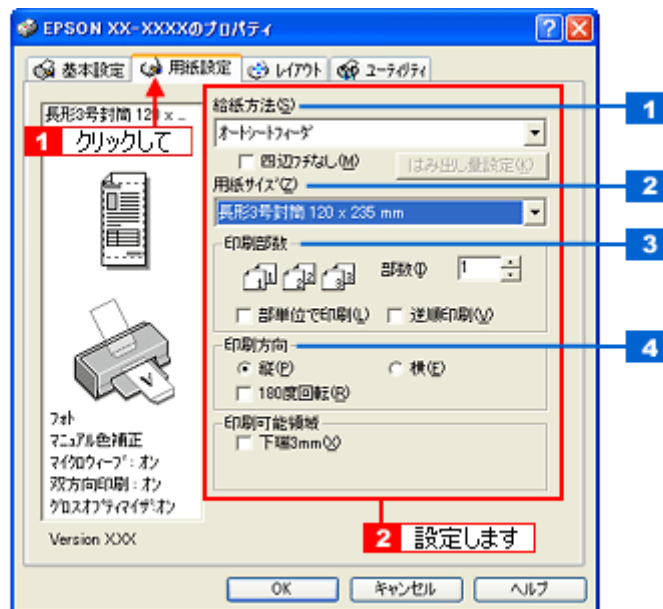 EPSON XX-XXXXのプロパティ
基本設定
用紙設定
レイアウト
ユーティリティ
長形3号封筒 120 x ..
1 クリックして
フォト
マニュアル色補正
マイクロウィーブ：オン
双方向印刷：オン
グロスオプティマイザ:オン
Version XXX
給紙方法(S)
1
オートシートフィーダ
四辺フチなし(M)
はみ出し量設定(K)
用紙サイズ(Z)
2
長形3号封筒 120 x 235 mm
印刷部数
3
部数(I)
1
部単位で印刷(L)
逆順印刷(V)
印刷方向
4
縦(P)
横(E)
180度回転(R)
印刷可能領域
下端3mm(X)
2 設定します
OK
キャンセル
ヘルプ